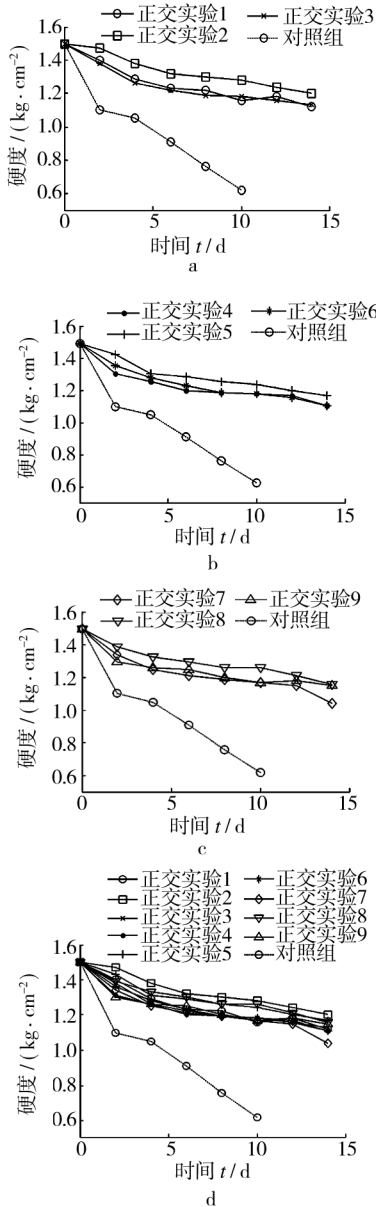 正交实验1 正交实验3
正交实验2 对照组
1.6
1.4
1.2
1.0
0.8
0.6
硬度 / (kg·cm⁻²)
0 5 10 15
时间 t / d
a
正交实验4 正交实验6
正交实验5 对照组
1.6
1.4
1.2
1.0
0.8
0.6
硬度 / (kg·cm⁻²)
0 5 10 15
时间 t / d
b
正交实验7 正交实验9
正交实验8 对照组
1.6
1.4
1.2
1.0
0.8
0.6
硬度 / (kg·cm⁻²)
0 5 10 15
时间 t / d
c
正交实验1 正交实验6
正交实验2 正交实验7
正交实验3 正交实验8
正交实验4 正交实验9
正交实验5 对照组
1.6
1.4
1.2
1.0
0.8
0.6
硬度 / (kg·cm⁻²)
0 5 10 15
时间 t / d
d